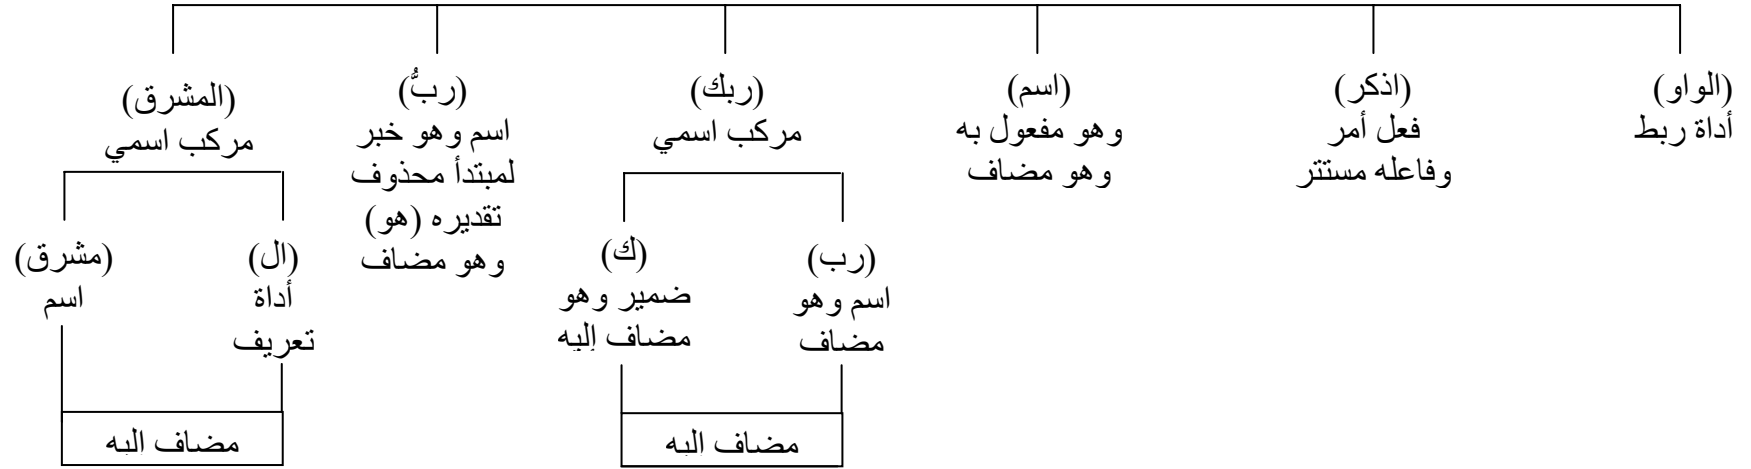 (الواو)
أداة ربط
(اذكر)
فعل أمر
وفاعله مستتر
(اسم)
وهو مفعول به
وهو مضاف
(ربك)
مركب اسمي
(ربُّ)
اسم وهو خبر
لمبتدأ محذوف
تقديره (هو)
وهو مضاف
(المشرق)
مركب اسمي
(رب)
اسم وهو
مضاف
(ك)
ضمير وهو
مضاف إليه
(ال)
أداة
تعريف
(مشرق)
اسم
مضاف اليه
مضاف اليه